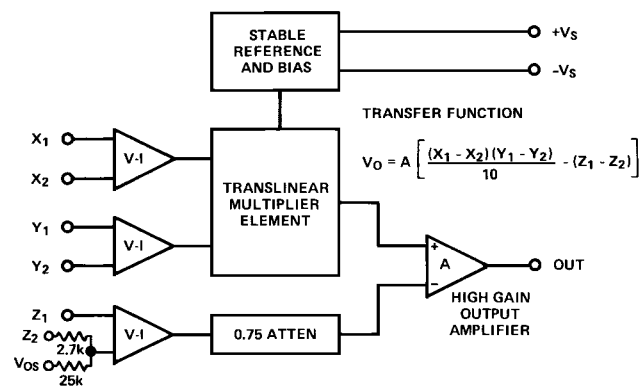 STABLE
REFERENCE
AND BIAS
+VS
–VS
TRANSFER FUNCTION
VO = A [ (X1 - X2) (Y1 - Y2) / 10 - (Z1 - Z2) ]
X1
X2
V-I
TRANSLINEAR
MULTIPLIER
ELEMENT
Y1
Y2
V-I
+
A
–
OUT
HIGH GAIN
OUTPUT
AMPLIFIER
Z1
Z2
2.7k
VOS
25k
V-I
0.75 ATTEN